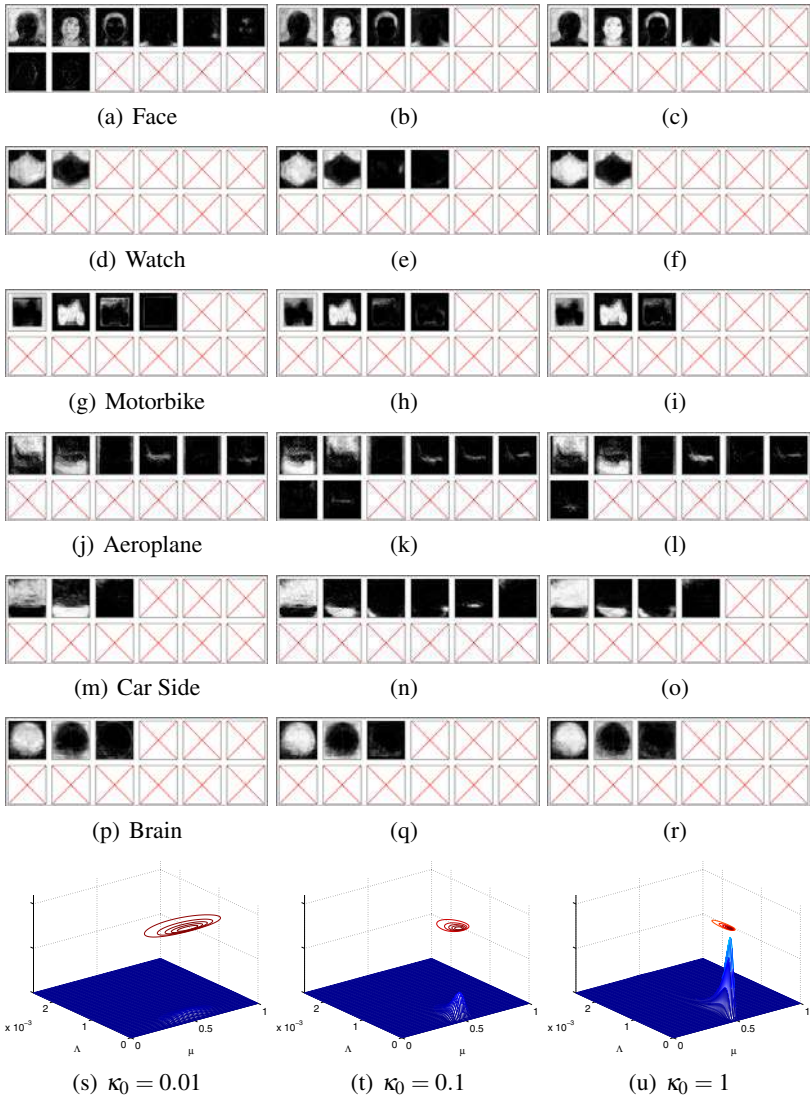 (a) Face (b) (c)
(d) Watch (e) (f)
(g) Motorbike (h) (i)
(j) Aeroplane (k) (l)
(m) Car Side (n) (o)
(p) Brain (q) (r)
2 1 0 x 10⁻³ Λ 0 0.5 1 μ
2 1 0 x 10⁻³ Λ 0 0.5 1 μ
2 1 0 x 10⁻³ Λ 0 0.5 1 μ
(s) κ₀ = 0.01 (t) κ₀ = 0.1 (u) κ₀ = 1